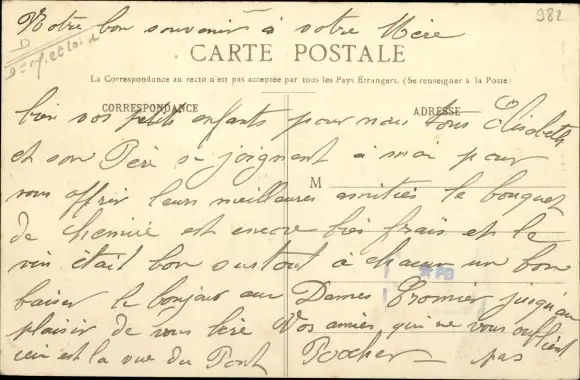 Notre bon souvenir à votre Mère
982
D
CARTE POSTALE
La Correspondance au recto n'est pas acceptée par tous les Pays Etrangers. (Se renseigner à la Poste)
CORRESPONDANCE ADRESSE
bien vos petits enfants pour nous tous Elisabeth
et son Père se joignent à moi pour
M
vous offrir leurs meilleures amitiés le bouquet
de est encore très frais et le
vin était bon surtout à chacun un bon
PB
baiser le bonjour aux Dames jusqu'au
plaisir de vous lire Vos amies qui ne vous oublient
ceci est la vue du Pont Rocher pas